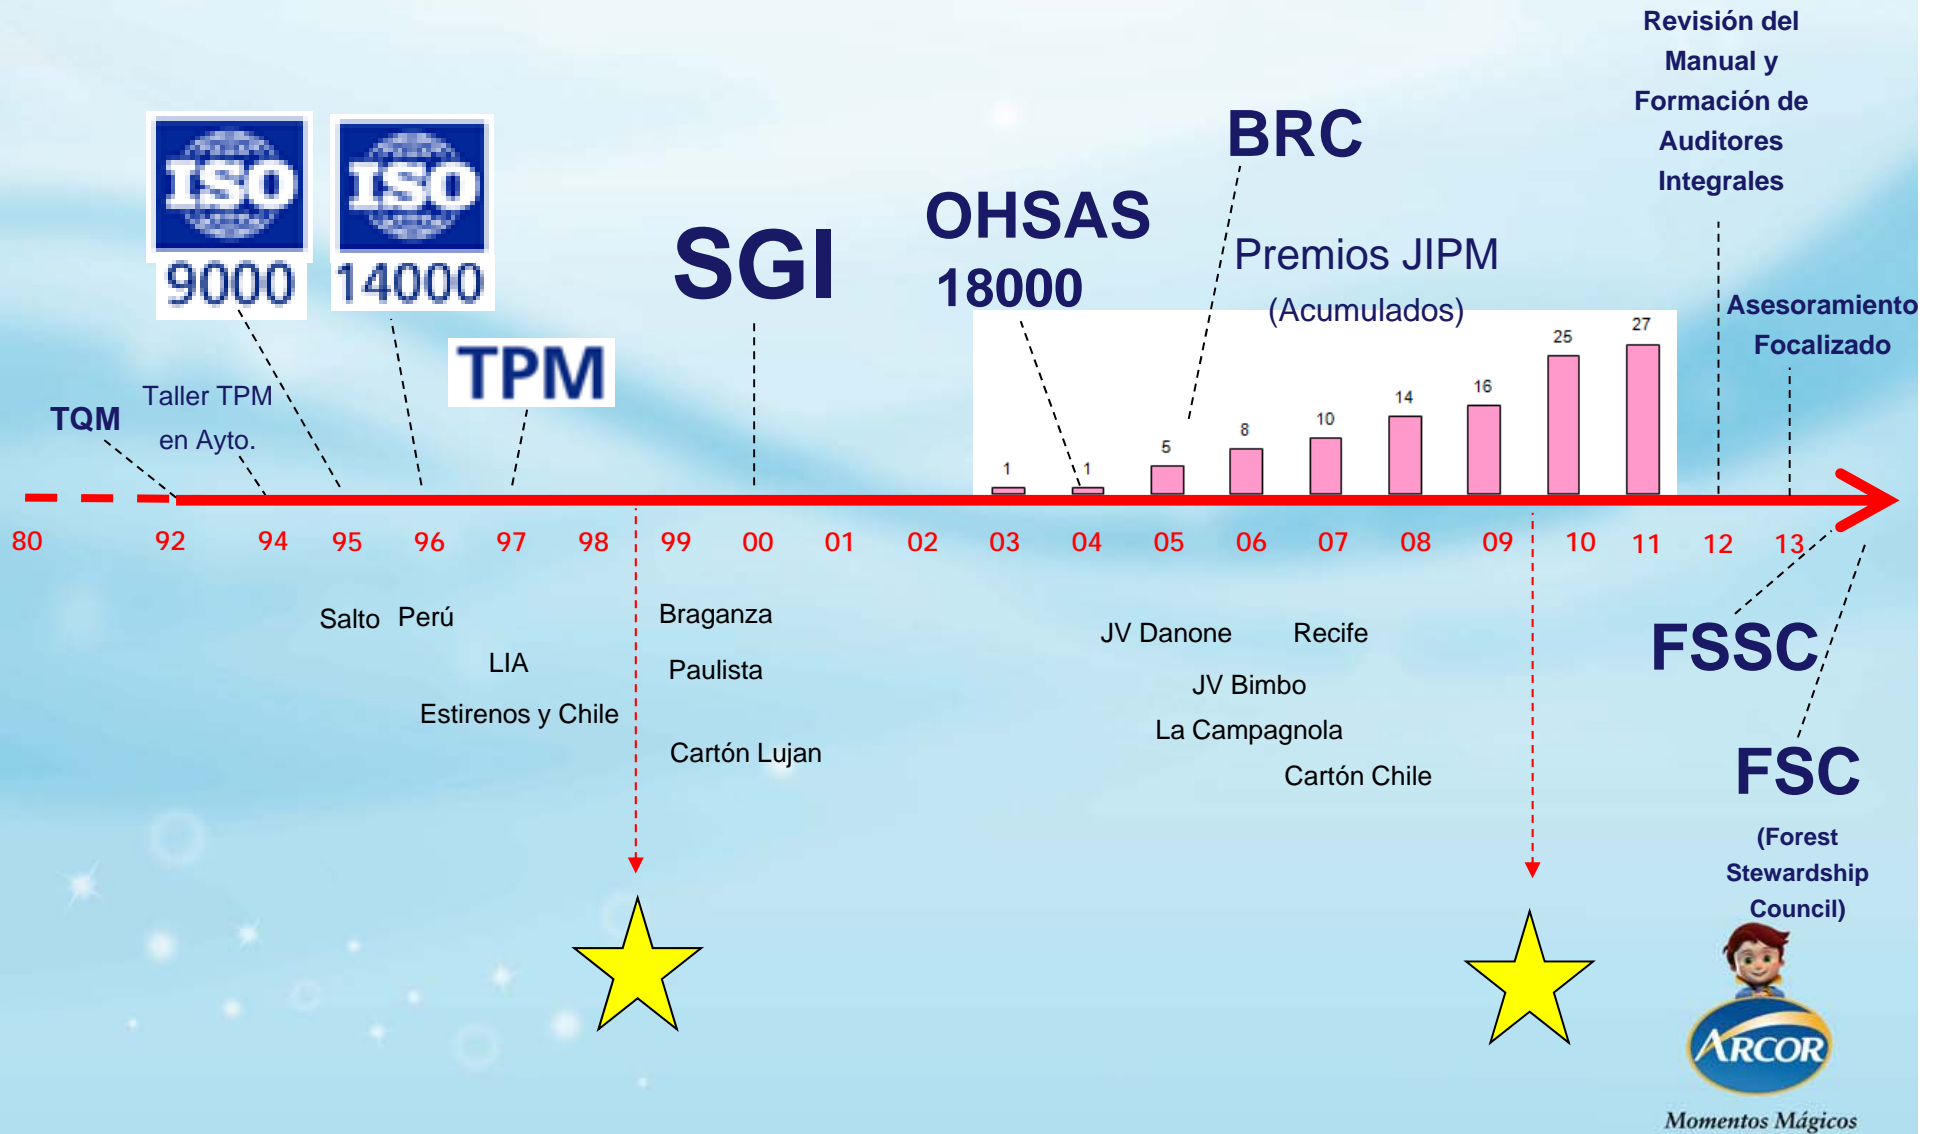 Revisión del
Manual y
Formación de
Auditores
Integrales
ISO
9000
ISO
14000
BRC
OHSAS
18000
SGI
Premios JIPM
(Acumulados)
Asesoramiento
Focalizado
TPM
Taller TPM
en Ayto.
TQM
1 1 5 8 10 14 16 25 27
80 92 94 95 96 97 98 99 00 01 02 03 04 05 06 07 08 09 10 11 12 13
Salto Perú
LIA
Estirenos y Chile
Braganza
Paulista
Cartón Lujan
JV Danone Recife
JV Bimbo
La Campagnola
Cartón Chile
FSSC
FSC
(Forest
Stewardship
Council)
ARCOR
Momentos Mágicos